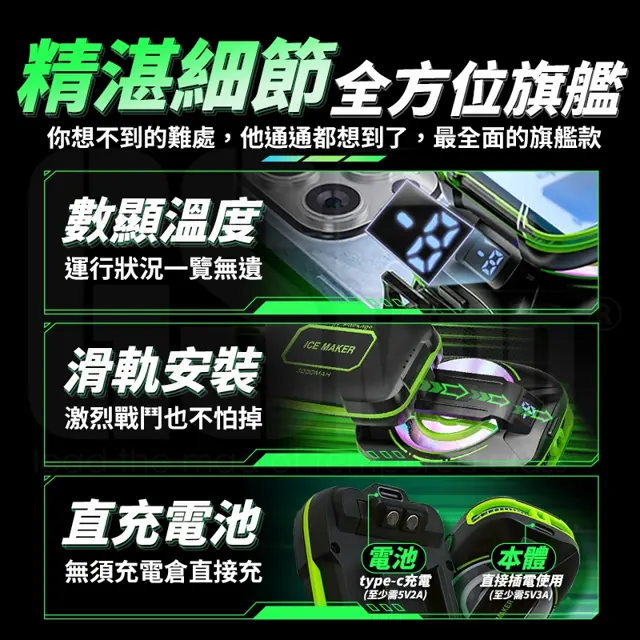 精湛細節 全方位旗艦
你想不到的難處，他通通都想到了，最全面的旗艦款
數顯溫度
運行狀況一覽無遺
滑軌安裝
激烈戰鬥也不怕掉
ICE MAKER
直充電池
無須充電倉直接充
電池
type-c充電
(至少需5V2A)
本體
直接插電使用
(至少需5V3A)
ICE MAKER